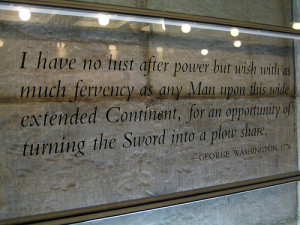 I have no lust after power but wish with as
much fervency as any Man upon this wide
extended Continent, for an opportunity of
turning the Sword into a plow share.
—GEORGE WASHINGTON, 1776